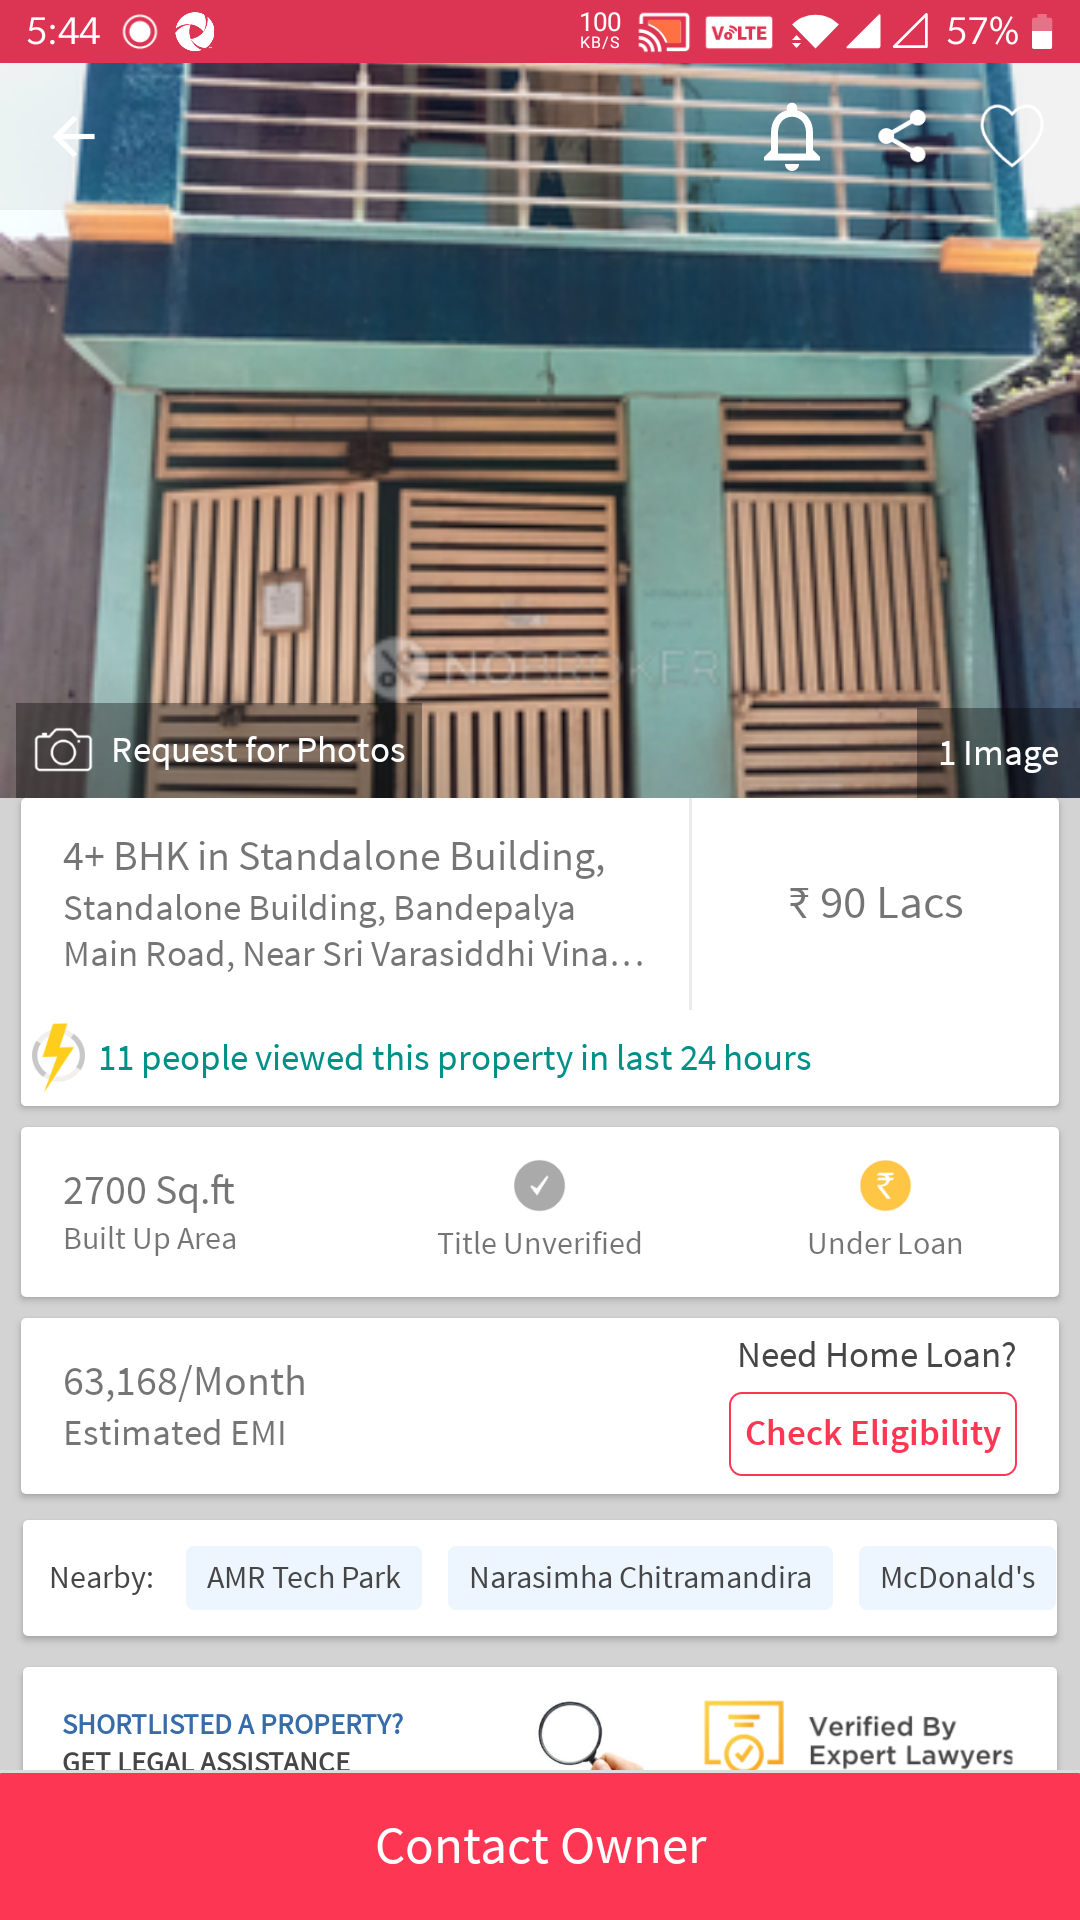 5:44
100 KB/S VoLTE 57%
NOBROKER
Request for Photos
1 Image
4+ BHK in Standalone Building,
Standalone Building, Bandepalya
Main Road, Near Sri Varasiddhi Vina...
₹ 90 Lacs
11 people viewed this property in last 24 hours
2700 Sq.ft
Built Up Area
Title Unverified
₹
Under Loan
63,168/Month
Estimated EMI
Need Home Loan?
Check Eligibility
Nearby: AMR Tech Park Narasimha Chitramandira McDonald's
SHORTLISTED A PROPERTY?
GET LEGAL ASSISTANCE
Verified By
Expert Lawyers
Contact Owner